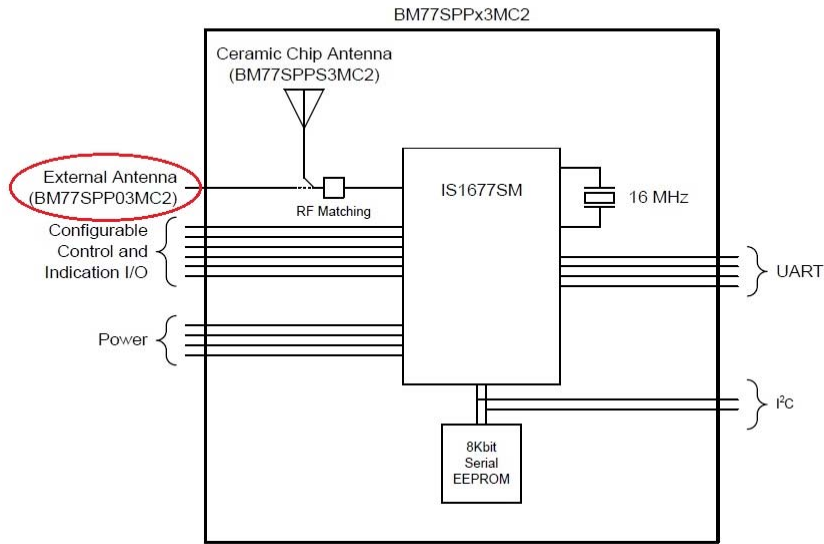 BM77SPPx3MC2
Ceramic Chip Antenna
(BM77SPPS3MC2)
External Antenna
(BM77SPP03MC2)
RF Matching
IS1677SM
16 MHz
Configurable
Control and
Indication I/O
UART
Power
I²C
8Kbit
Serial
EEPROM